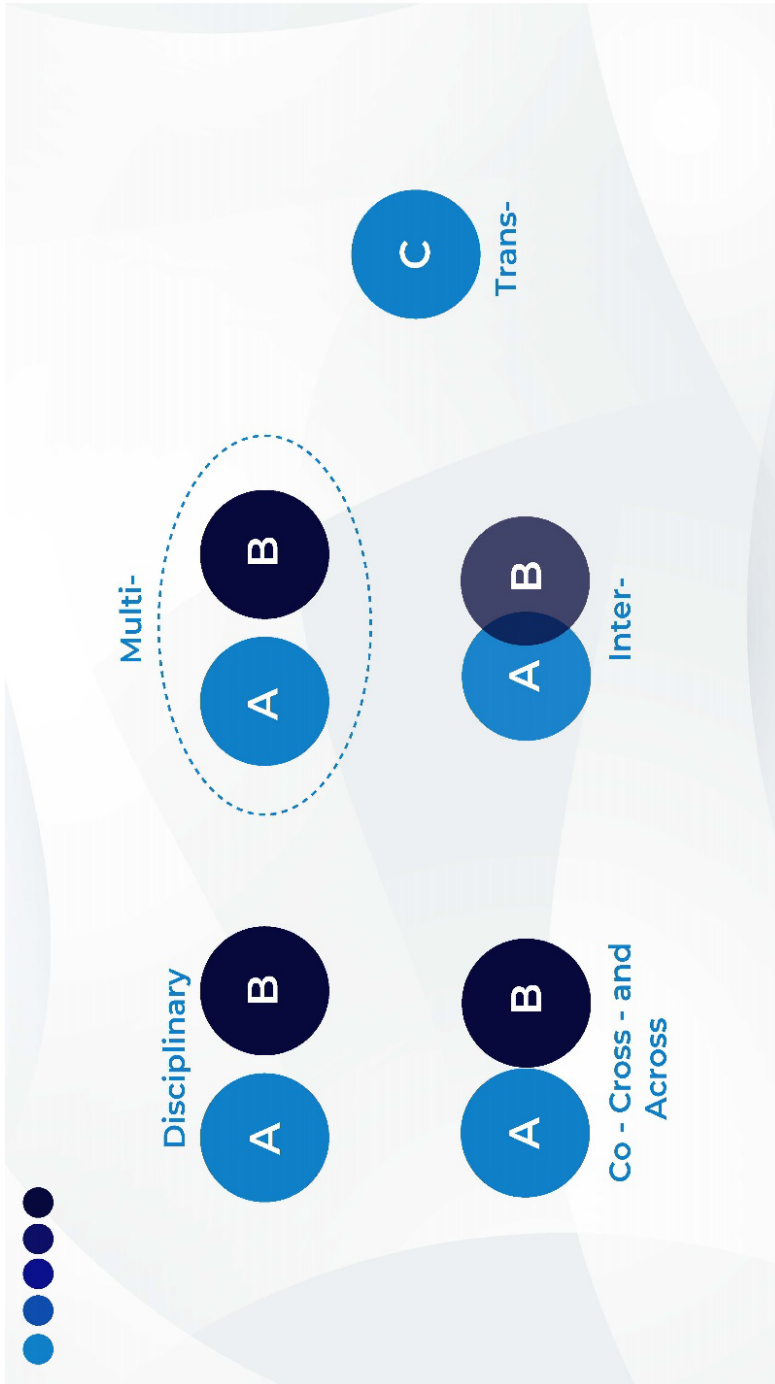 Disciplinary
A
B
Multi-
A
B
A
B
Co - Cross - and
Across
A
B
Inter-
C
Trans-